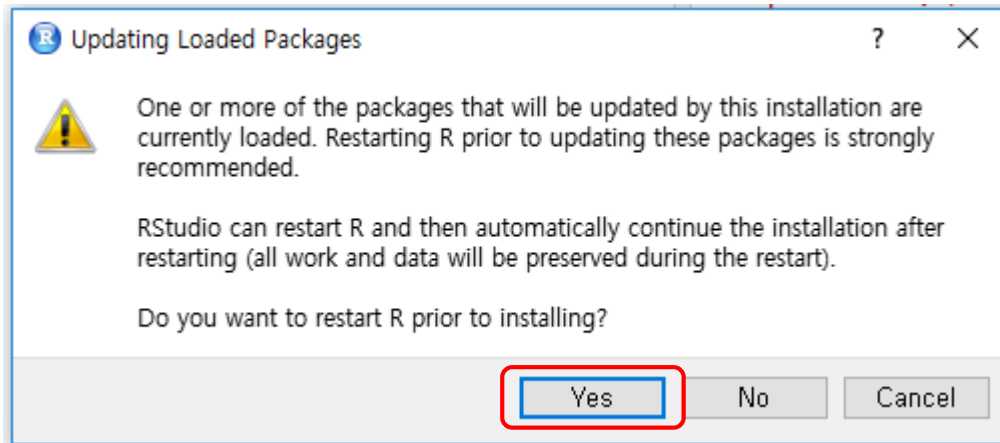 R Updating Loaded Packages ? ×
One or more of the packages that will be updated by this installation are
currently loaded. Restarting R prior to updating these packages is strongly
recommended.
RStudio can restart R and then automatically continue the installation after
restarting (all work and data will be preserved during the restart).
Do you want to restart R prior to installing?
Yes No Cancel